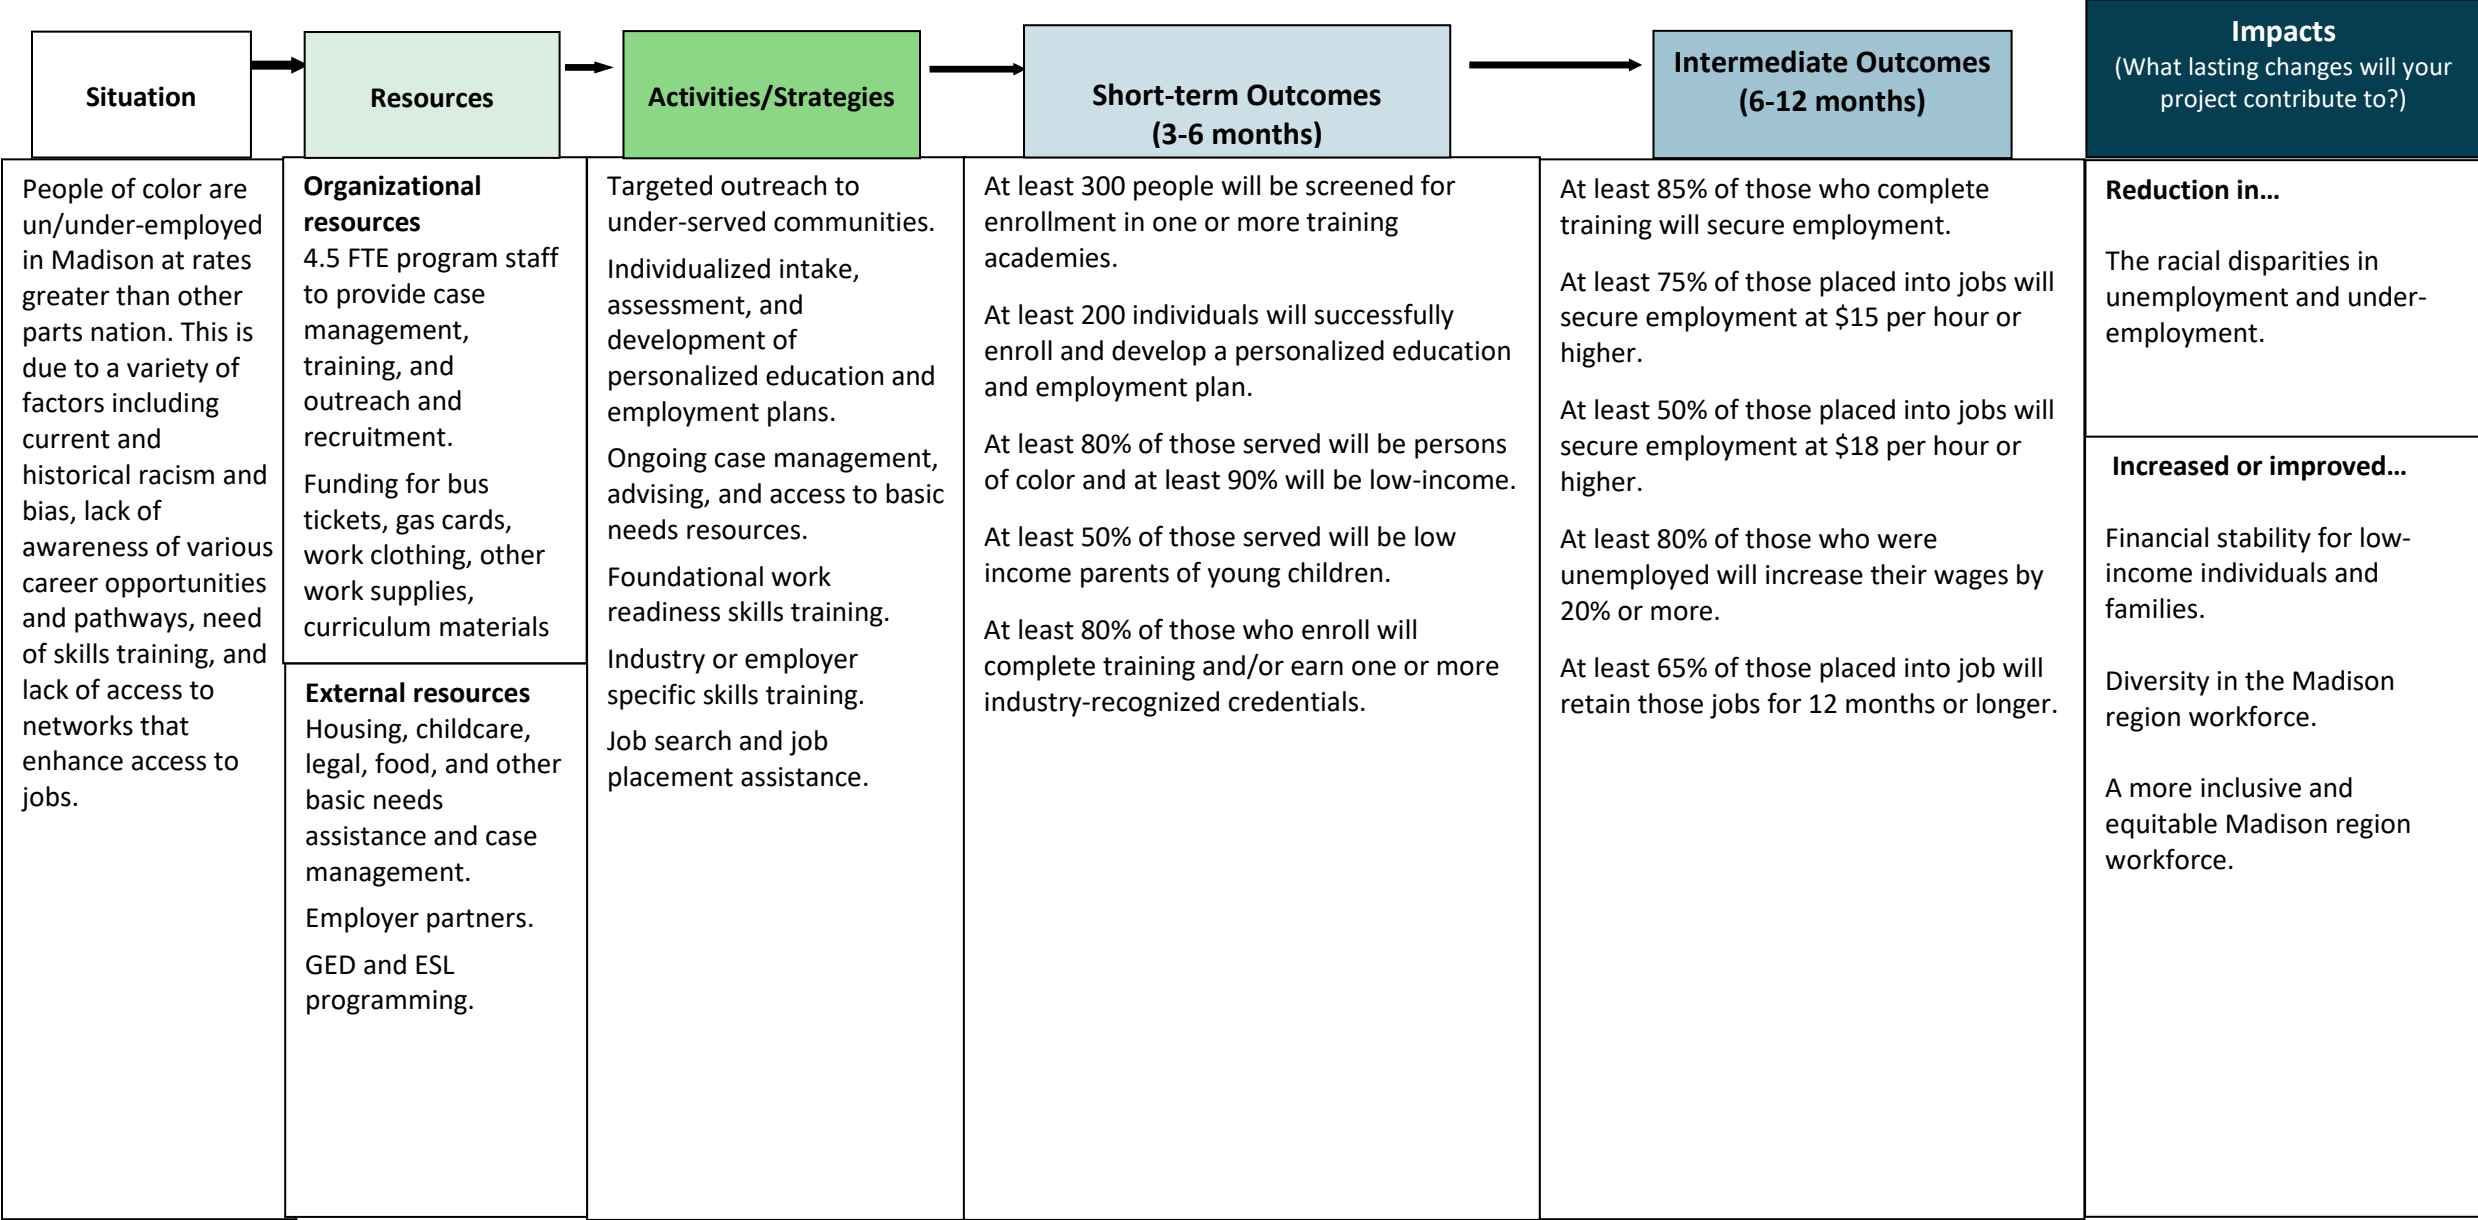 Situation
Resources
Activities/Strategies
Short-term Outcomes
(3-6 months)
Intermediate Outcomes
(6-12 months)
Impacts
(What lasting changes will your
project contribute to?)
People of color are
un/under-employed
in Madison at rates
greater than other
parts nation. This is
due to a variety of
factors including
current and
historical racism and
bias, lack of
awareness of various
career opportunities
and pathways, need
of skills training, and
lack of access to
networks that
enhance access to
jobs.
Organizational
resources
4.5 FTE program staff
to provide case
management,
training, and
outreach and
recruitment.
Funding for bus
tickets, gas cards,
work clothing, other
work supplies,
curriculum materials
External resources
Housing, childcare,
legal, food, and other
basic needs
assistance and case
management.
Employer partners.
GED and ESL
programming.
Targeted outreach to
under-served communities.
Individualized intake,
assessment, and
development of
personalized education and
employment plans.
Ongoing case management,
advising, and access to basic
needs resources.
Foundational work
readiness skills training.
Industry or employer
specific skills training.
Job search and job
placement assistance.
At least 300 people will be screened for
enrollment in one or more training
academies.
At least 200 individuals will successfully
enroll and develop a personalized education
and employment plan.
At least 80% of those served will be persons
of color and at least 90% will be low-income.
At least 50% of those served will be low
income parents of young children.
At least 80% of those who enroll will
complete training and/or earn one or more
industry-recognized credentials.
At least 85% of those who complete
training will secure employment.
At least 75% of those placed into jobs will
secure employment at $15 per hour or
higher.
At least 50% of those placed into jobs will
secure employment at $18 per hour or
higher.
At least 80% of those who were
unemployed will increase their wages by
20% or more.
At least 65% of those placed into job will
retain those jobs for 12 months or longer.
Reduction in…
The racial disparities in
unemployment and under-
employment.
Increased or improved…
Financial stability for low-
income individuals and
families.
Diversity in the Madison
region workforce.
A more inclusive and
equitable Madison region
workforce.